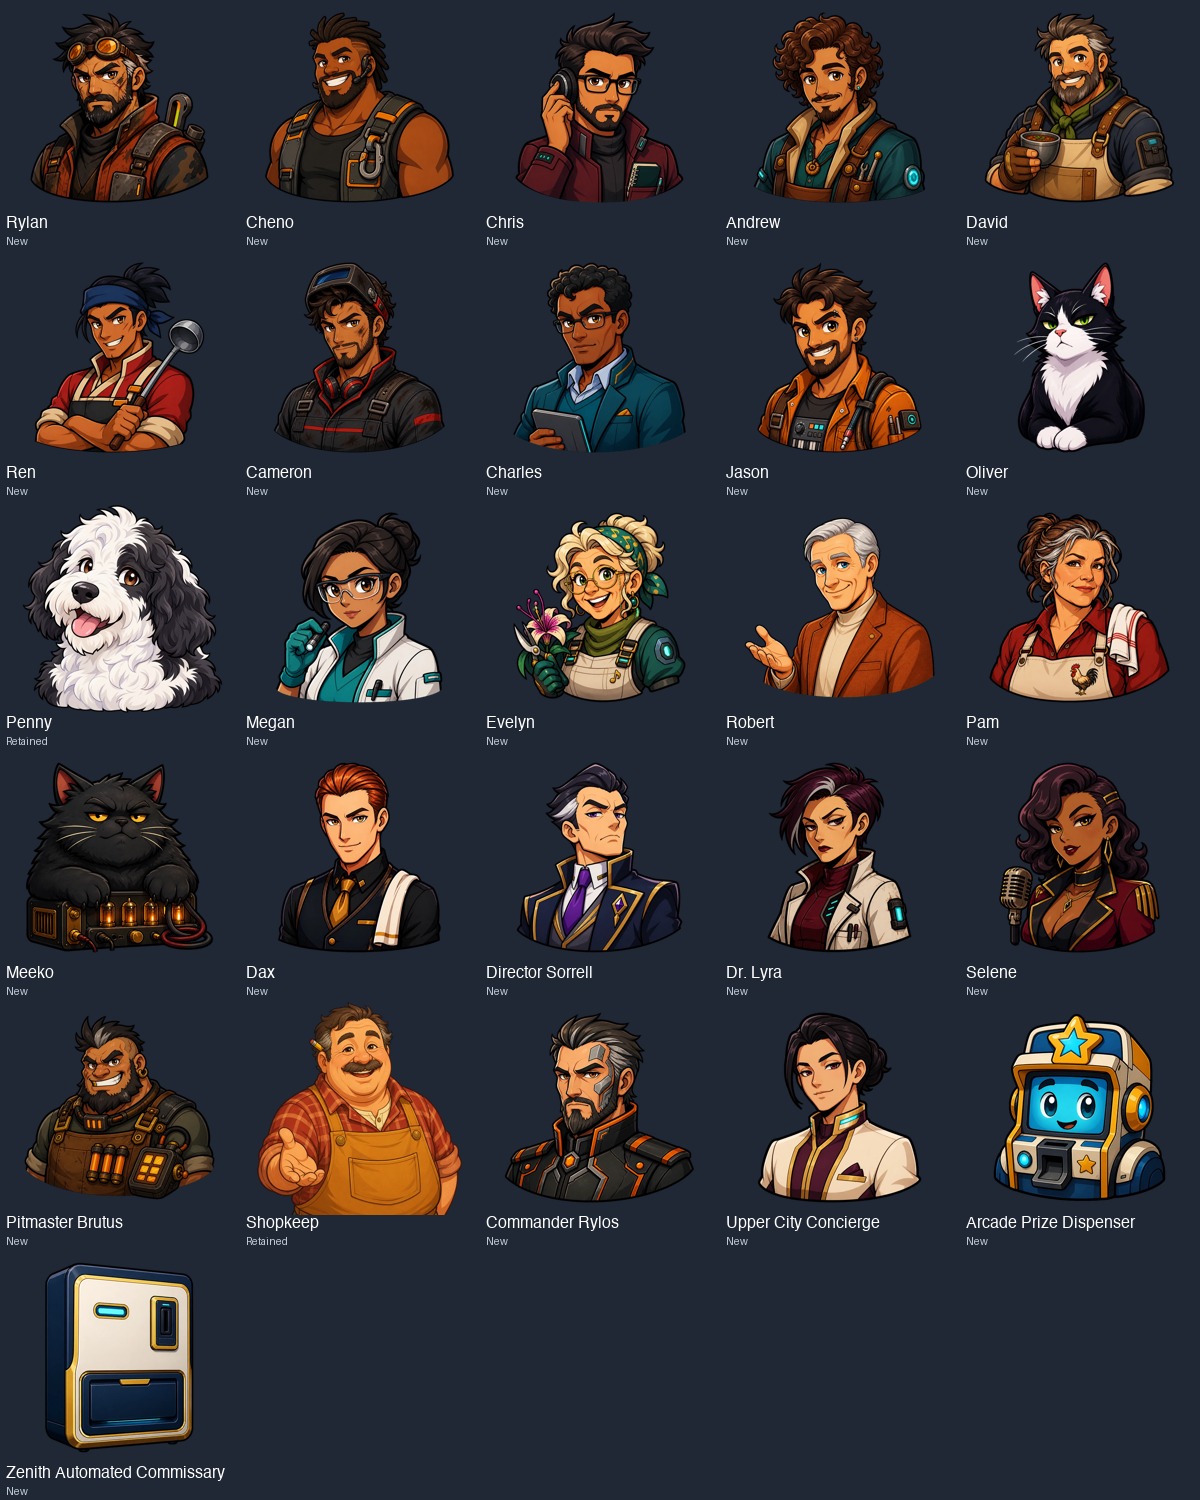 Rylan
New
Cheno
New
Chris
New
Andrew
New
David
New
Ren
New
Cameron
New
Charles
New
Jason
New
Oliver
New
Penny
Retained
Megan
New
Evelyn
New
Robert
New
Pam
New
Meeko
New
Dax
New
Director Sorrell
New
Dr. Lyra
New
Selene
New
Pitmaster Brutus
New
Shopkeep
Retained
Commander Rylos
New
Upper City Concierge
New
Arcade Prize Dispenser
New
Zenith Automated Commissary
New